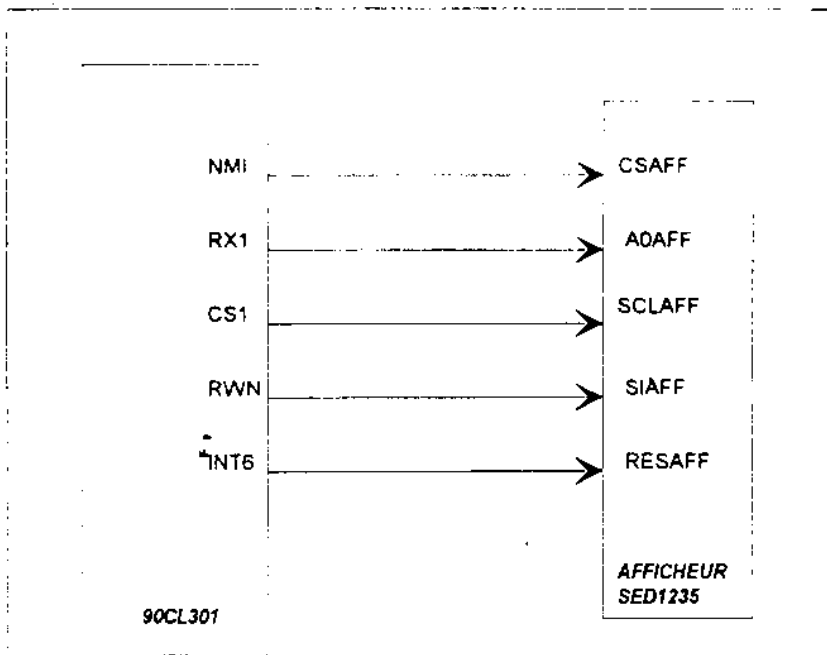 NMI CSAFF
RX1 A0AFF
CS1 SCLAFF
RWN SIAFF
INT6 RESAFF
AFFICHEUR
SED1235
90CL301